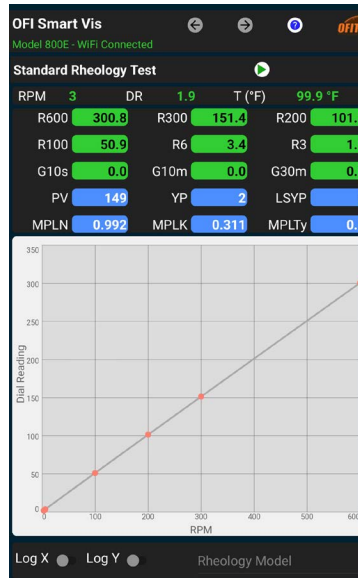 OFI Smart Vis
Model 800E - WiFi Connected
Standard Rheology Test
RPM 3 DR 1.9 T (°F) 99.9 °F
R600 300.8 R300 151.4 R200 101.
R100 50.9 R6 3.4 R3 1.
G10s 0.0 G10m 0.0 G30m 0.
PV 149 YP 2 LSYP
MPLN 0.992 MPLK 0.311 MPLTy 0.
350
300
250
200
150
100
50
0
Dial Reading
0 100 200 300 400 500 600
RPM
Log X Log Y Rheology Model